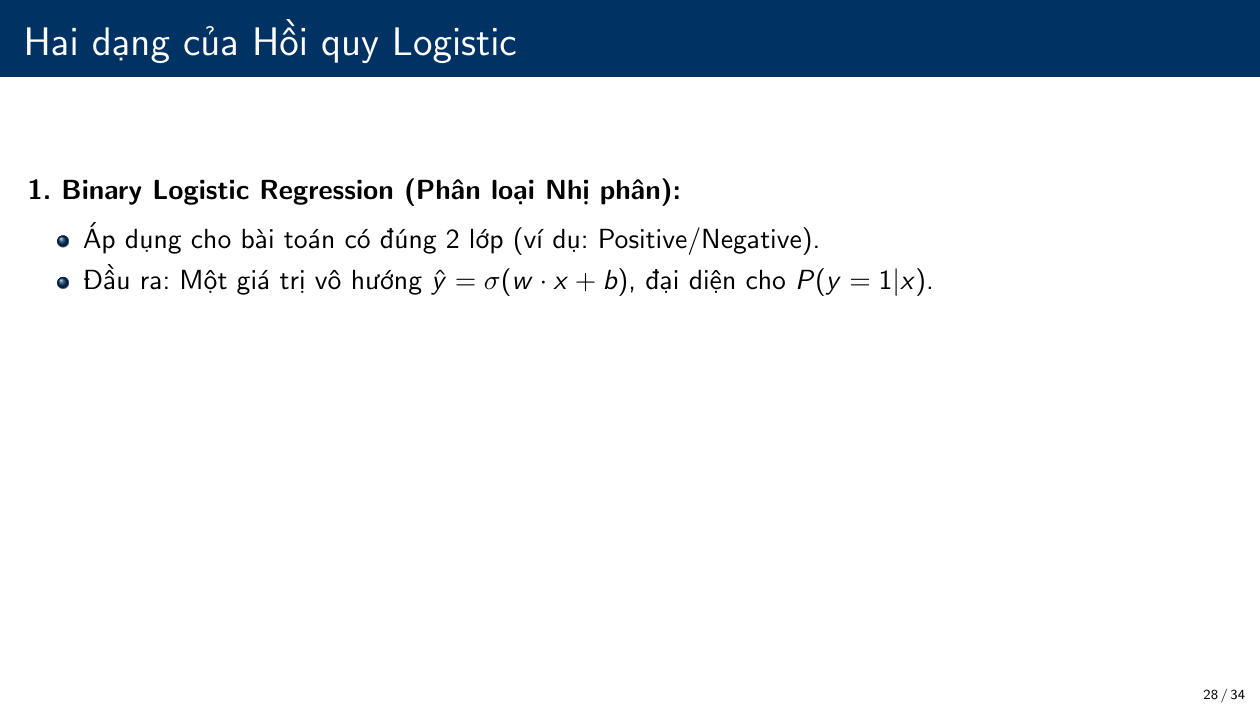 Hai dạng của Hồi quy Logistic
1. Binary Logistic Regression (Phân loại Nhị phân):
Áp dụng cho bài toán có đúng 2 lớp (ví dụ: Positive/Negative).
Đầu ra: Một giá trị vô hướng ŷ = σ(w · x + b), đại diện cho P(y = 1|x).
28 / 34